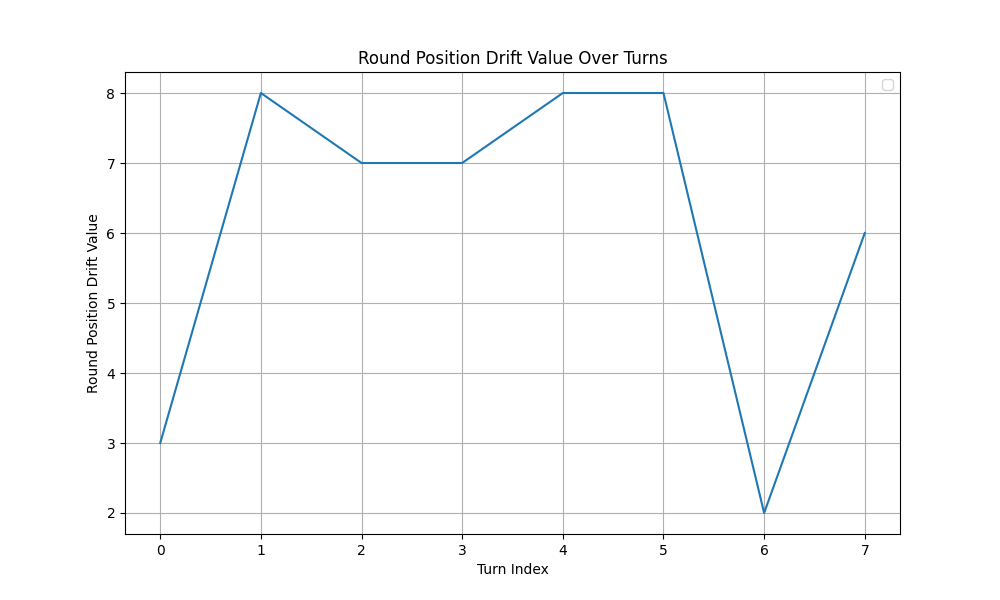 Round Position Drift Value Over Turns
Round Position Drift Value
8
7
6
5
4
3
2
0 1 2 3 4 5 6 7
Turn Index